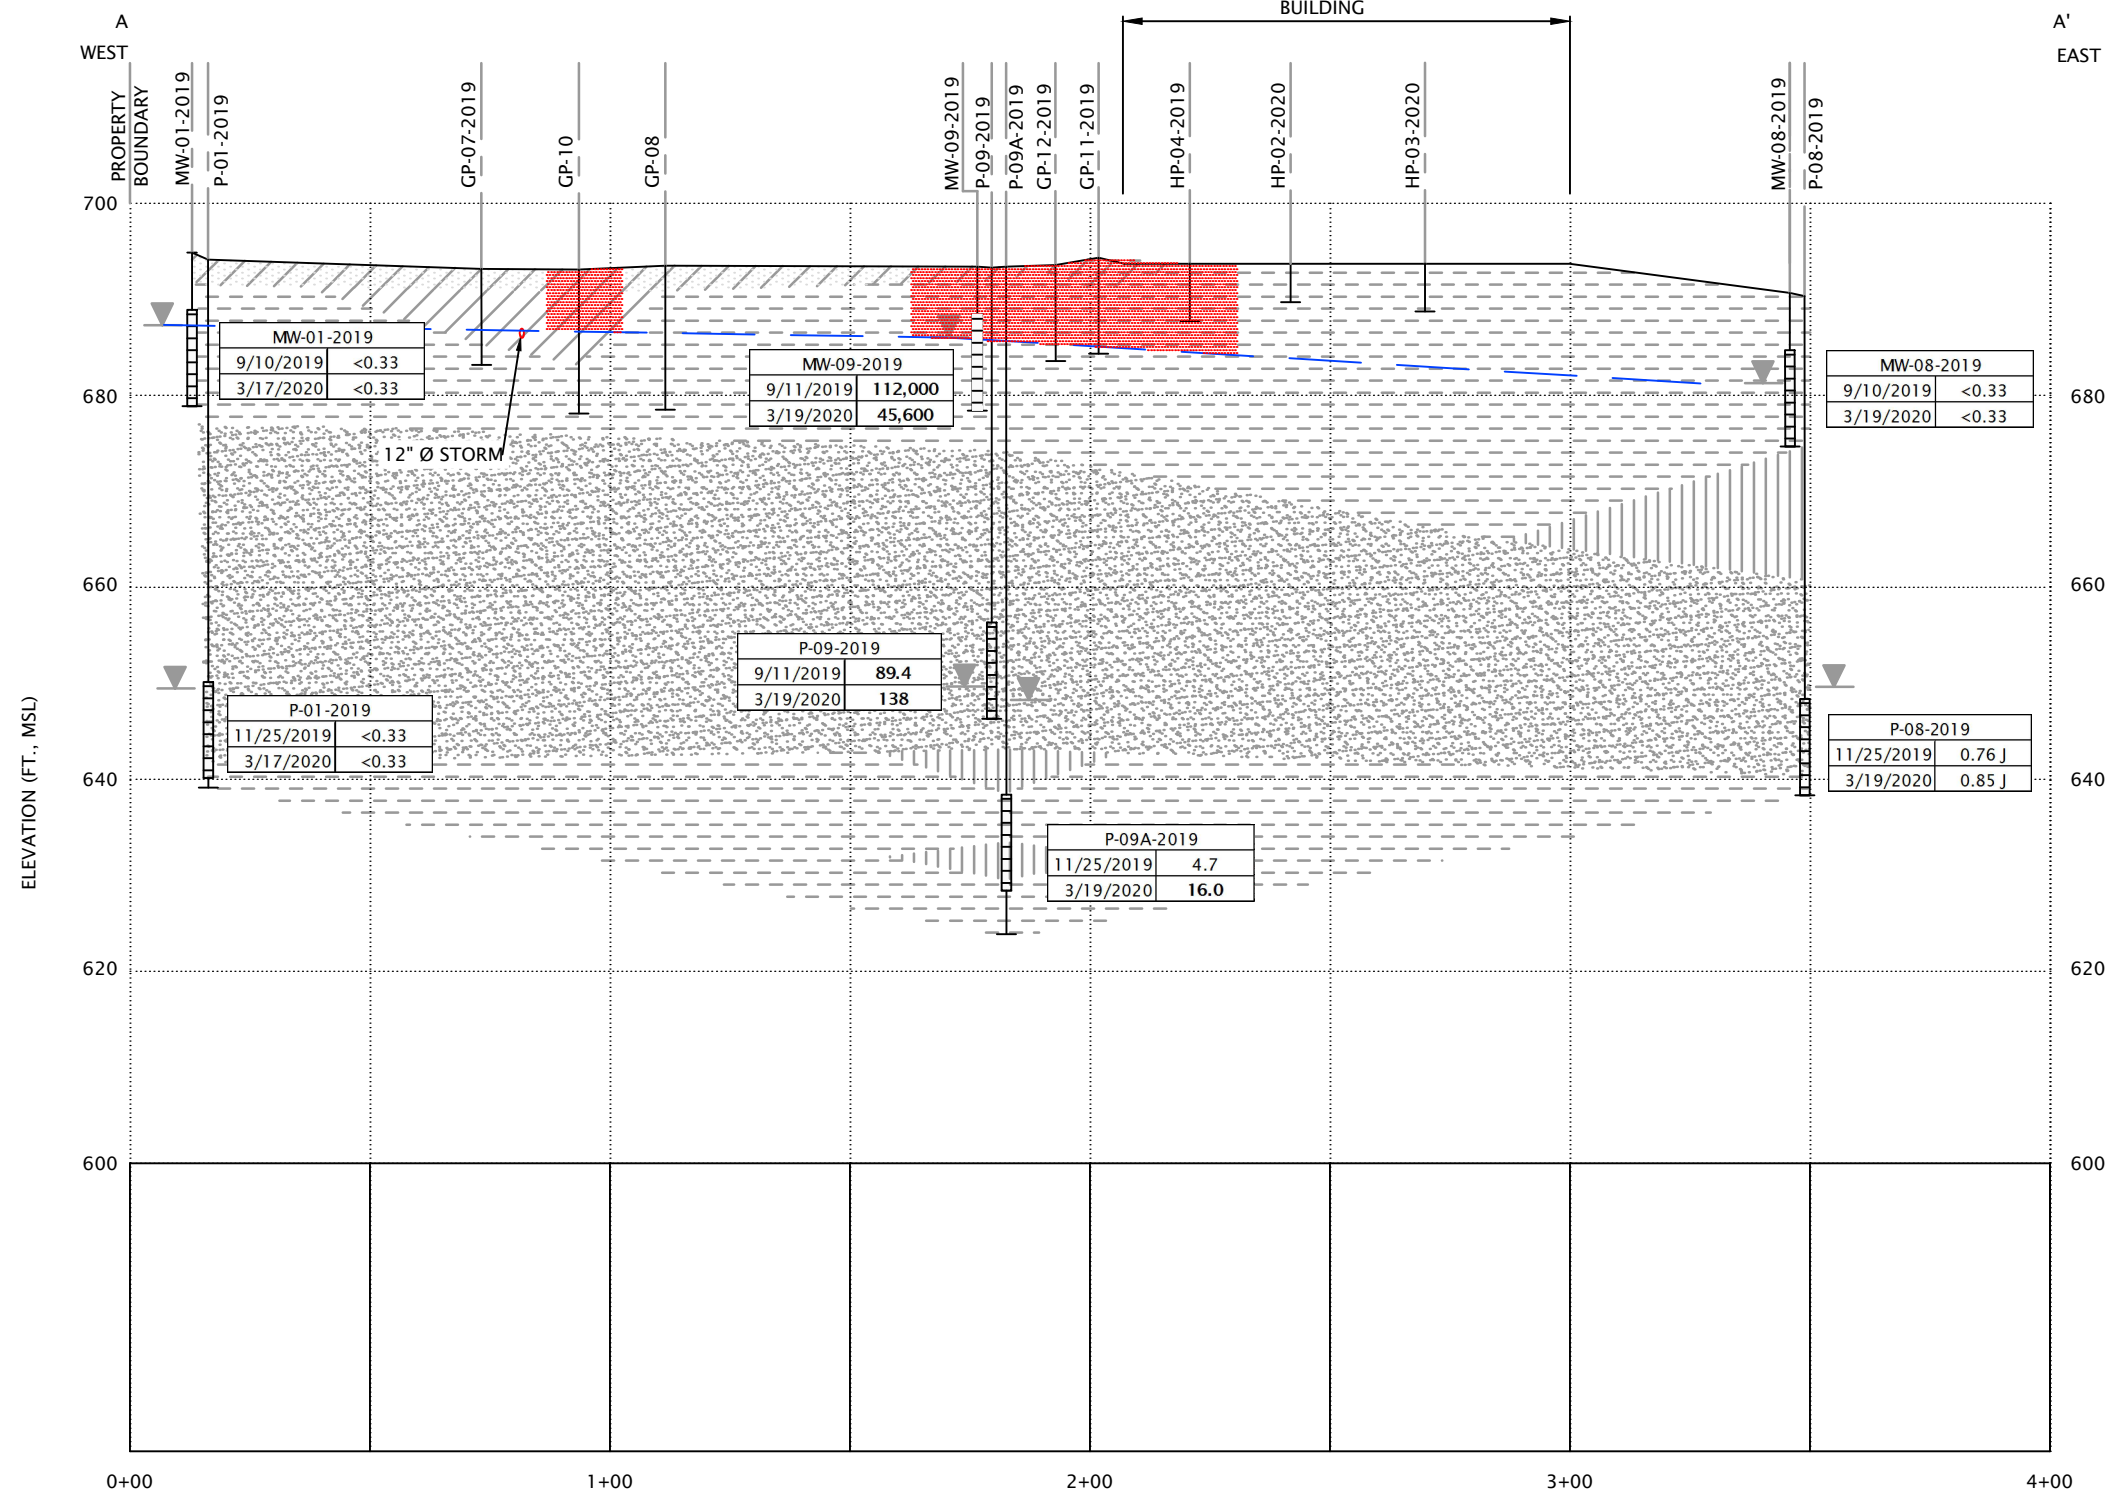 BUILDING
A
A'
WEST
EAST
PROPERTY
BOUNDARY
MW-01-2019
P-01-2019
GP-07-2019
GP-10
GP-08
MW-09-2019
P-09-2019
P-09A-2019
GP-12-2019
GP-11-2019
HP-04-2019
HP-02-2020
HP-03-2020
MW-08-2019
P-08-2019
700
MW-01-2019
9/10/2019 <0.33
3/17/2020 <0.33
MW-09-2019
9/11/2019 112,000
3/19/2020 45,600
MW-08-2019
9/10/2019 <0.33
3/19/2020 <0.33
680
680
12" Ø STORM
660
660
P-09-2019
9/11/2019 89.4
3/19/2020 138
P-01-2019
11/25/2019 <0.33
3/17/2020 <0.33
P-08-2019
11/25/2019 0.76 J
3/19/2020 0.85 J
640
640
ELEVATION (FT., MSL)
P-09A-2019
11/25/2019 4.7
3/19/2020 16.0
620
620
600
600
0+00
1+00
2+00
3+00
4+00